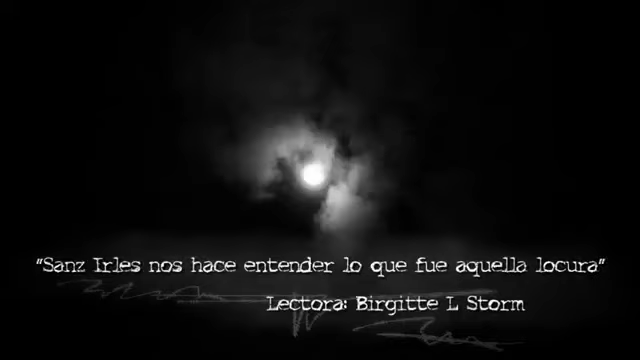 "Sanz Irles nos hace entender lo que fue aquella locura"
Lectora: Birgitte L Storm